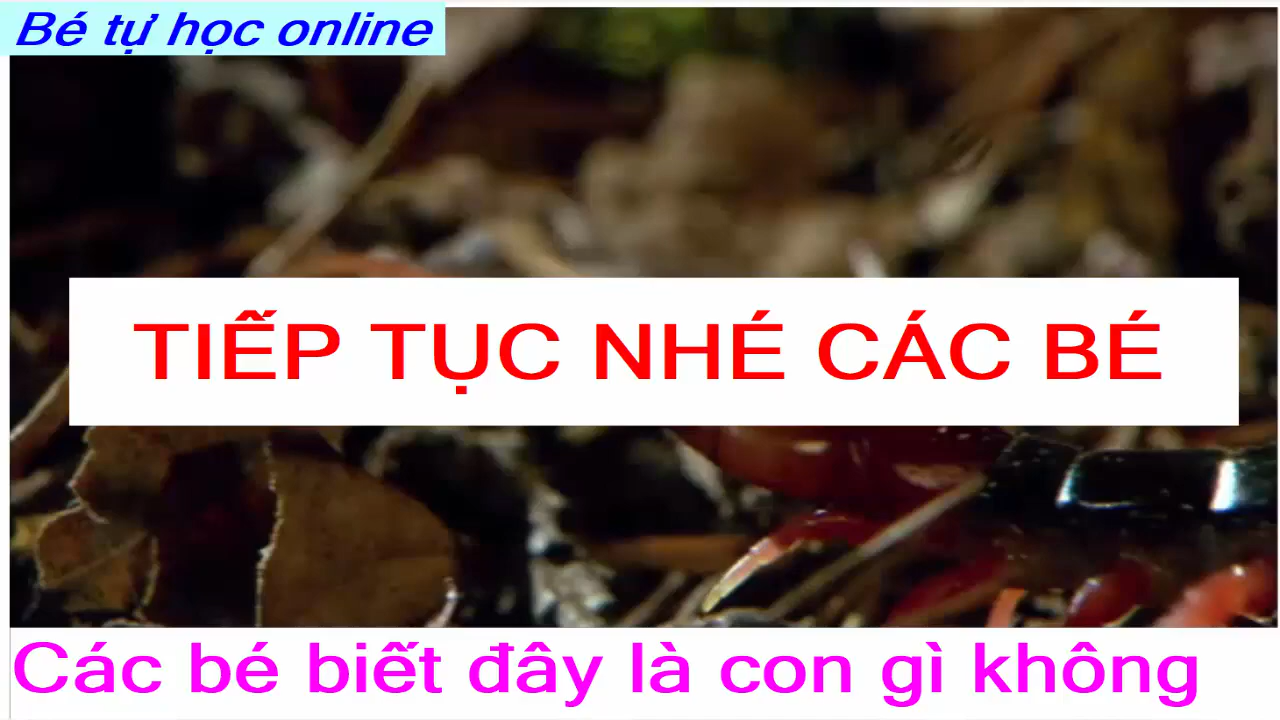 Bé tự học online
TIẾP TỤC NHÉ CÁC BÉ
Các bé biết đây là con gì không